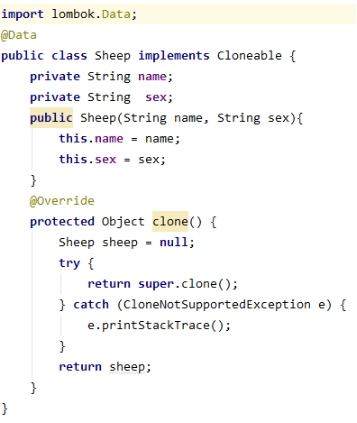 import lombok.Data;
@Data
public class Sheep implements Cloneable {
    private String name;
    private String  sex;
    public Sheep(String name, String sex){
        this.name = name;
        this.sex = sex;
    }
    @Override
    protected Object clone() {
        Sheep sheep = null;
        try {
            return super.clone();
        } catch (CloneNotSupportedException e) {
            e.printStackTrace();
        }
        return sheep;
    }
}